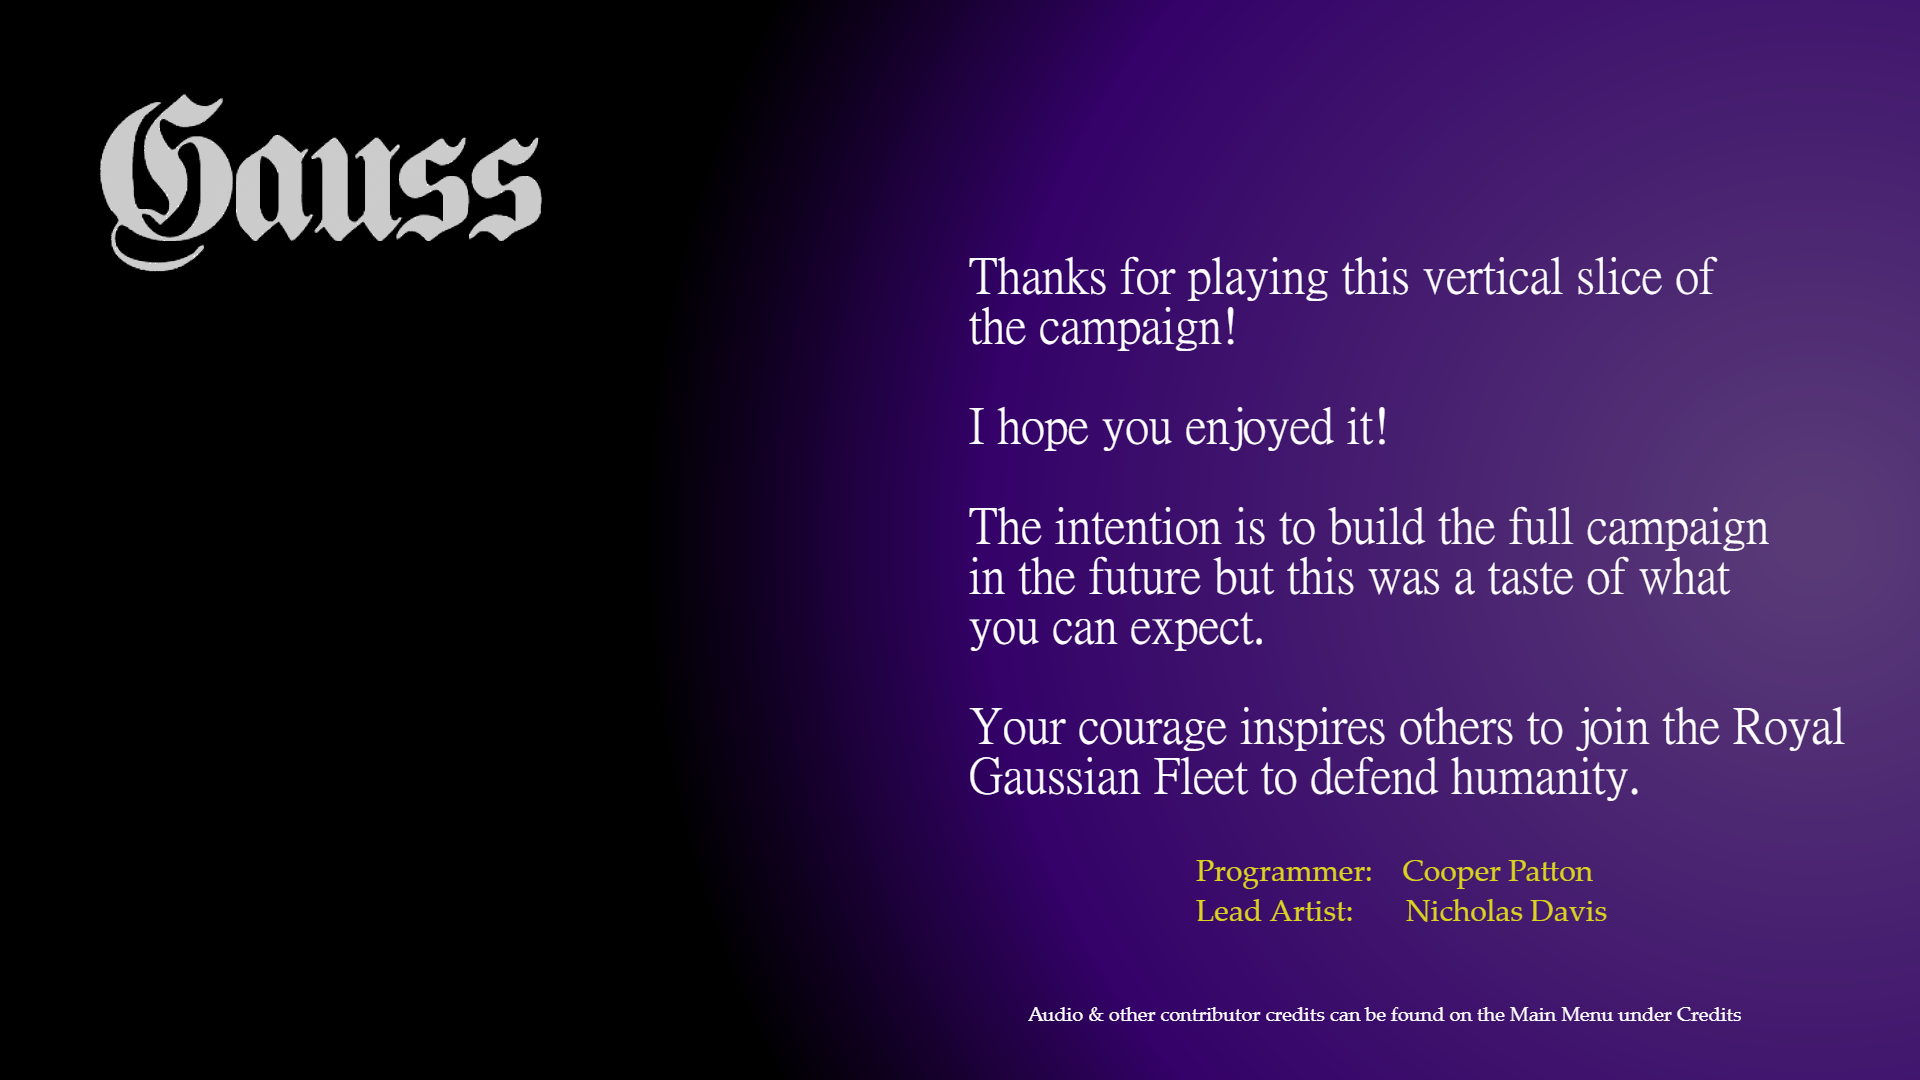 Gauss
Thanks for playing this vertical slice of
the campaign!
I hope you enjoyed it!
The intention is to build the full campaign
in the future but this was a taste of what
you can expect.
Your courage inspires others to join the Royal
Gaussian Fleet to defend humanity.
Programmer: Cooper Patton
Lead Artist: Nicholas Davis
Audio & other contributor credits can be found on the Main Menu under Credits